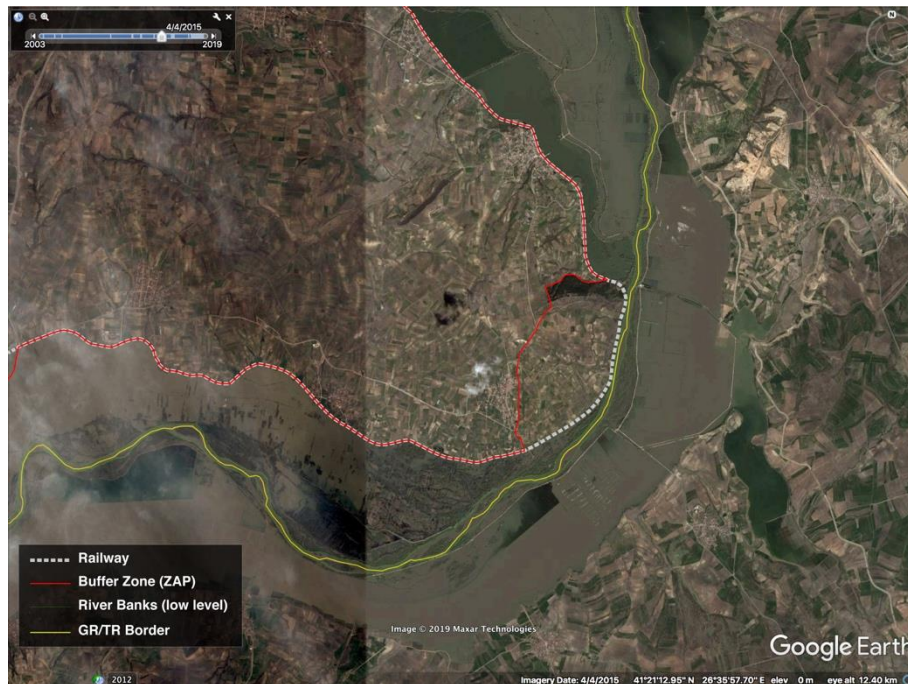 4/4/2015
2003 2019
N
Railway
Buffer Zone (ZAP)
River Banks (low level)
GR/TR Border
Image © 2019 Maxar Technologies
Google Earth
2012
Imagery Date: 4/4/2015 41°21'12.95" N 26°35'57.70" E elev 0 m eye alt 12.40 km